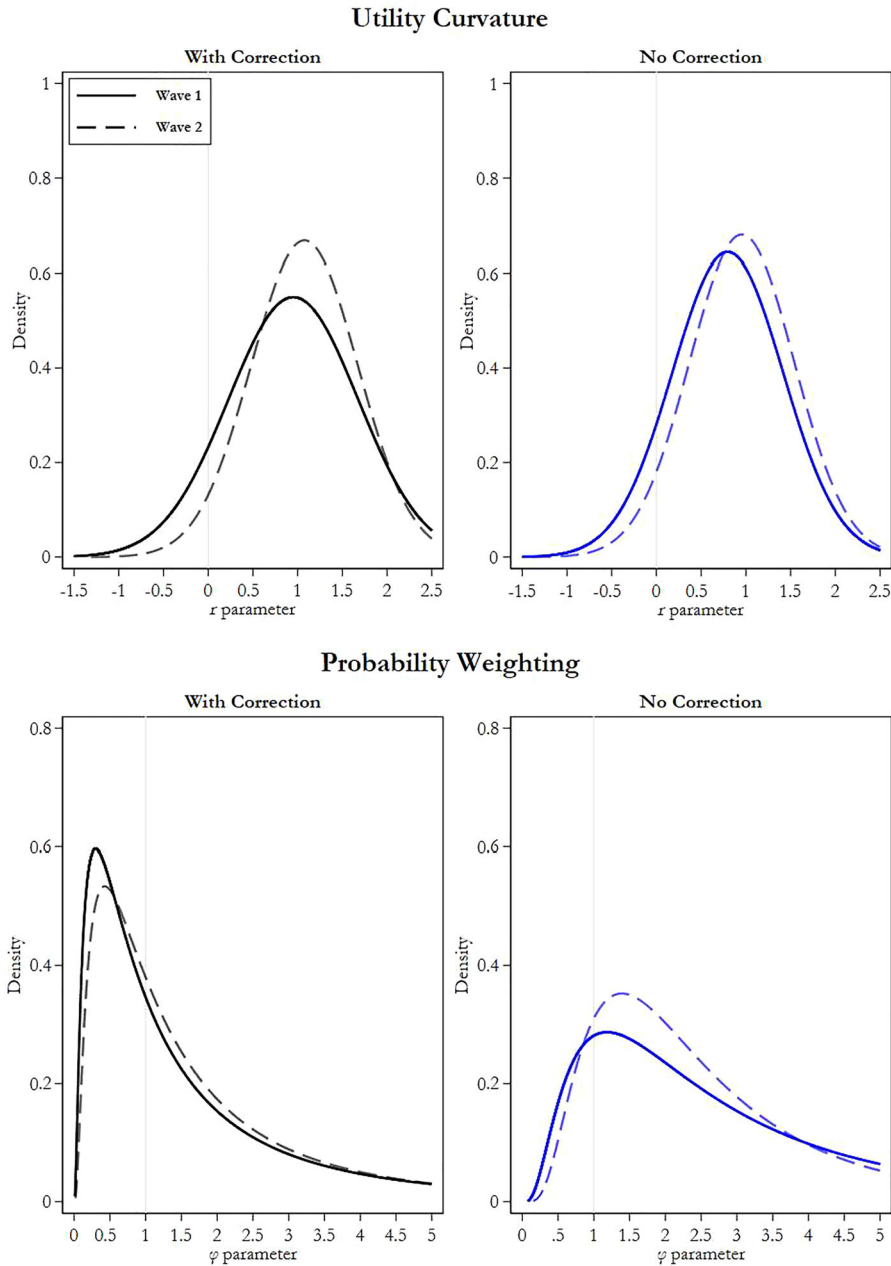 Utility Curvature
With Correction
No Correction
Wave 1
Wave 2
1
0.8
0.6
0.4
0.2
0
Density
-1.5 -1 -0.5 0 0.5 1 1.5 2 2.5
r parameter
1
0.8
0.6
0.4
0.2
0
Density
-1.5 -1 -0.5 0 0.5 1 1.5 2 2.5
r parameter
Probability Weighting
With Correction
No Correction
0.8
0.6
0.4
0.2
0
Density
0 0.5 1 1.5 2 2.5 3 3.5 4 4.5 5
φ parameter
0.8
0.6
0.4
0.2
0
Density
0 .5 1 1.5 2 2.5 3 3.5 4 4.5 5
φ parameter